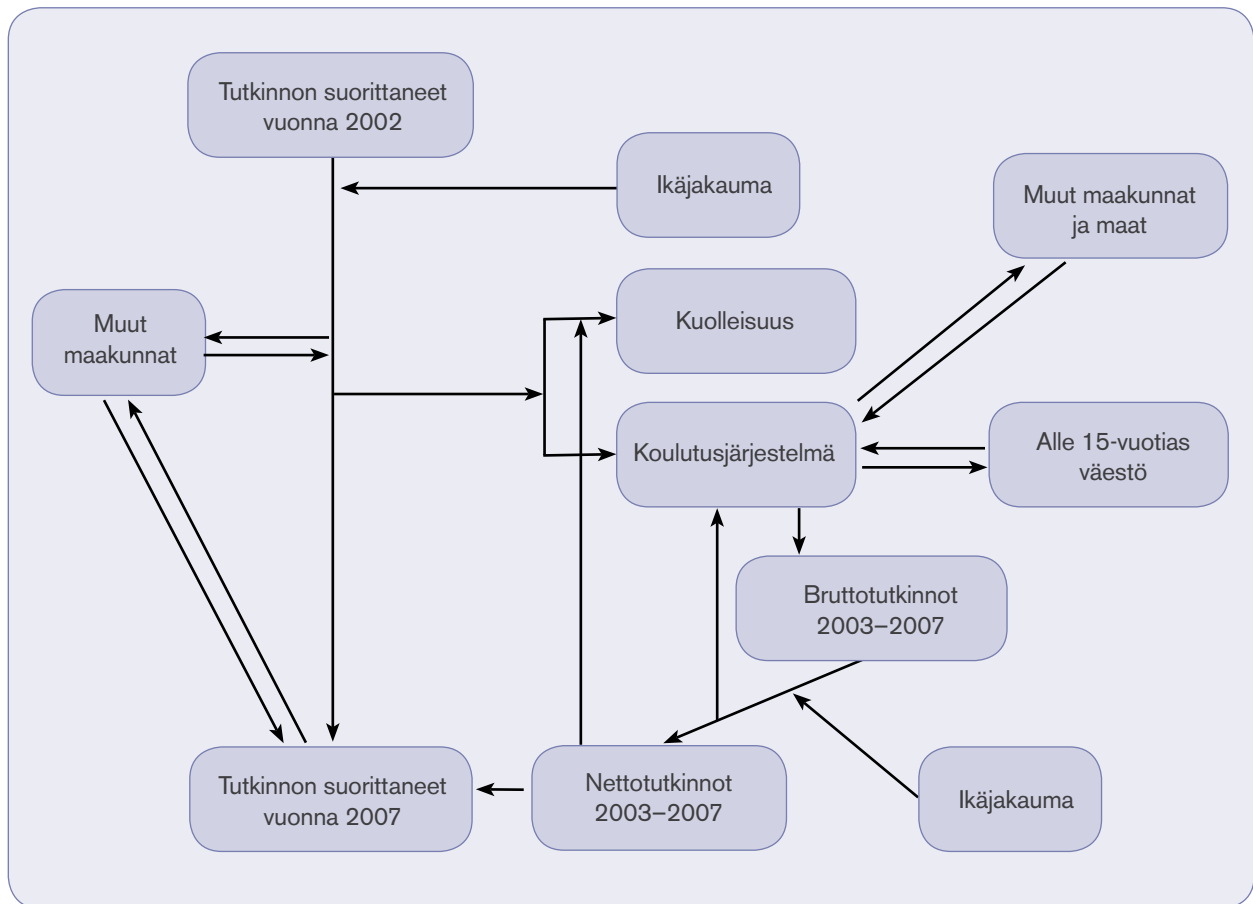 Tutkinnon suorittaneet
vuonna 2002
Ikäjakauma
Muut maakunnat
ja maat
Muut
maakunnat
Kuolleisuus
Koulutusjärjestelmä
Alle 15-vuotias
väestö
Bruttotutkinnot
2003–2007
Tutkinnon suorittaneet
vuonna 2007
Nettotutkinnot
2003–2007
Ikäjakauma